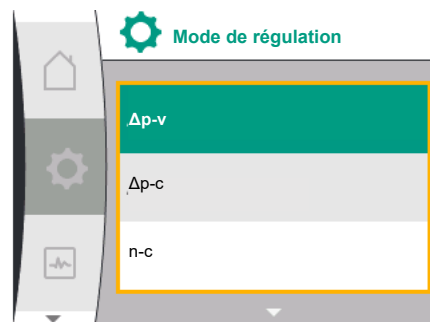 Mode de régulation
Δp-v
Δp-c
n-c